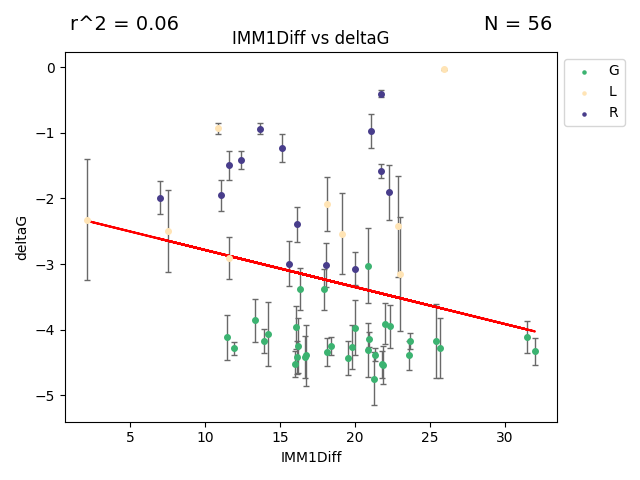 r^2 = 0.06
N = 56
IMM1Diff vs deltaG
G
L
R
0
−1
−2
−3
−4
−5
deltaG
5
10
15
20
25
30
IMM1Diff